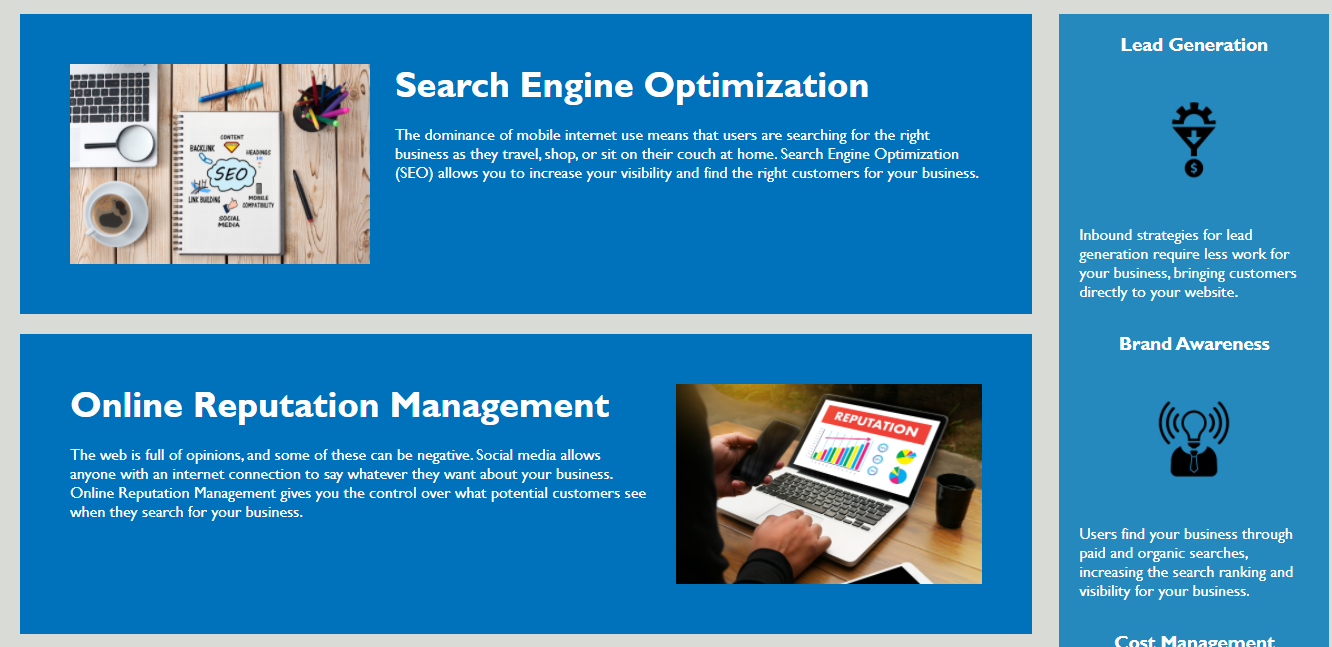 Search Engine Optimization
The dominance of mobile internet use means that users are searching for the right
business as they travel, shop, or sit on their couch at home. Search Engine Optimization
(SEO) allows you to increase your visibility and find the right customers for your business.
CONTENT
BACKLINK
HEADINGS
SEO
LINK BUILDING
MOBILE
COMPATIBILITY
SOCIAL
MEDIA
Online Reputation Management
The web is full of opinions, and some of these can be negative. Social media allows
anyone with an internet connection to say whatever they want about your business.
Online Reputation Management gives you the control over what potential customers see
when they search for your business.
REPUTATION
Lead Generation
$
Inbound strategies for lead
generation require less work for
your business, bringing customers
directly to your website.
Brand Awareness
Users find your business through
paid and organic searches,
increasing the search ranking and
visibility for your business.
Cost Management